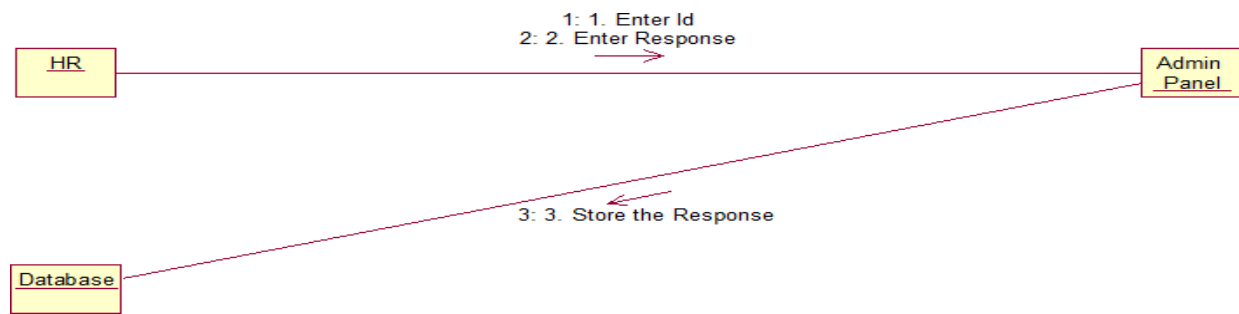 1: 1. Enter Id
2: 2. Enter Response
HR
Admin
Panel
3: 3. Store the Response
Database